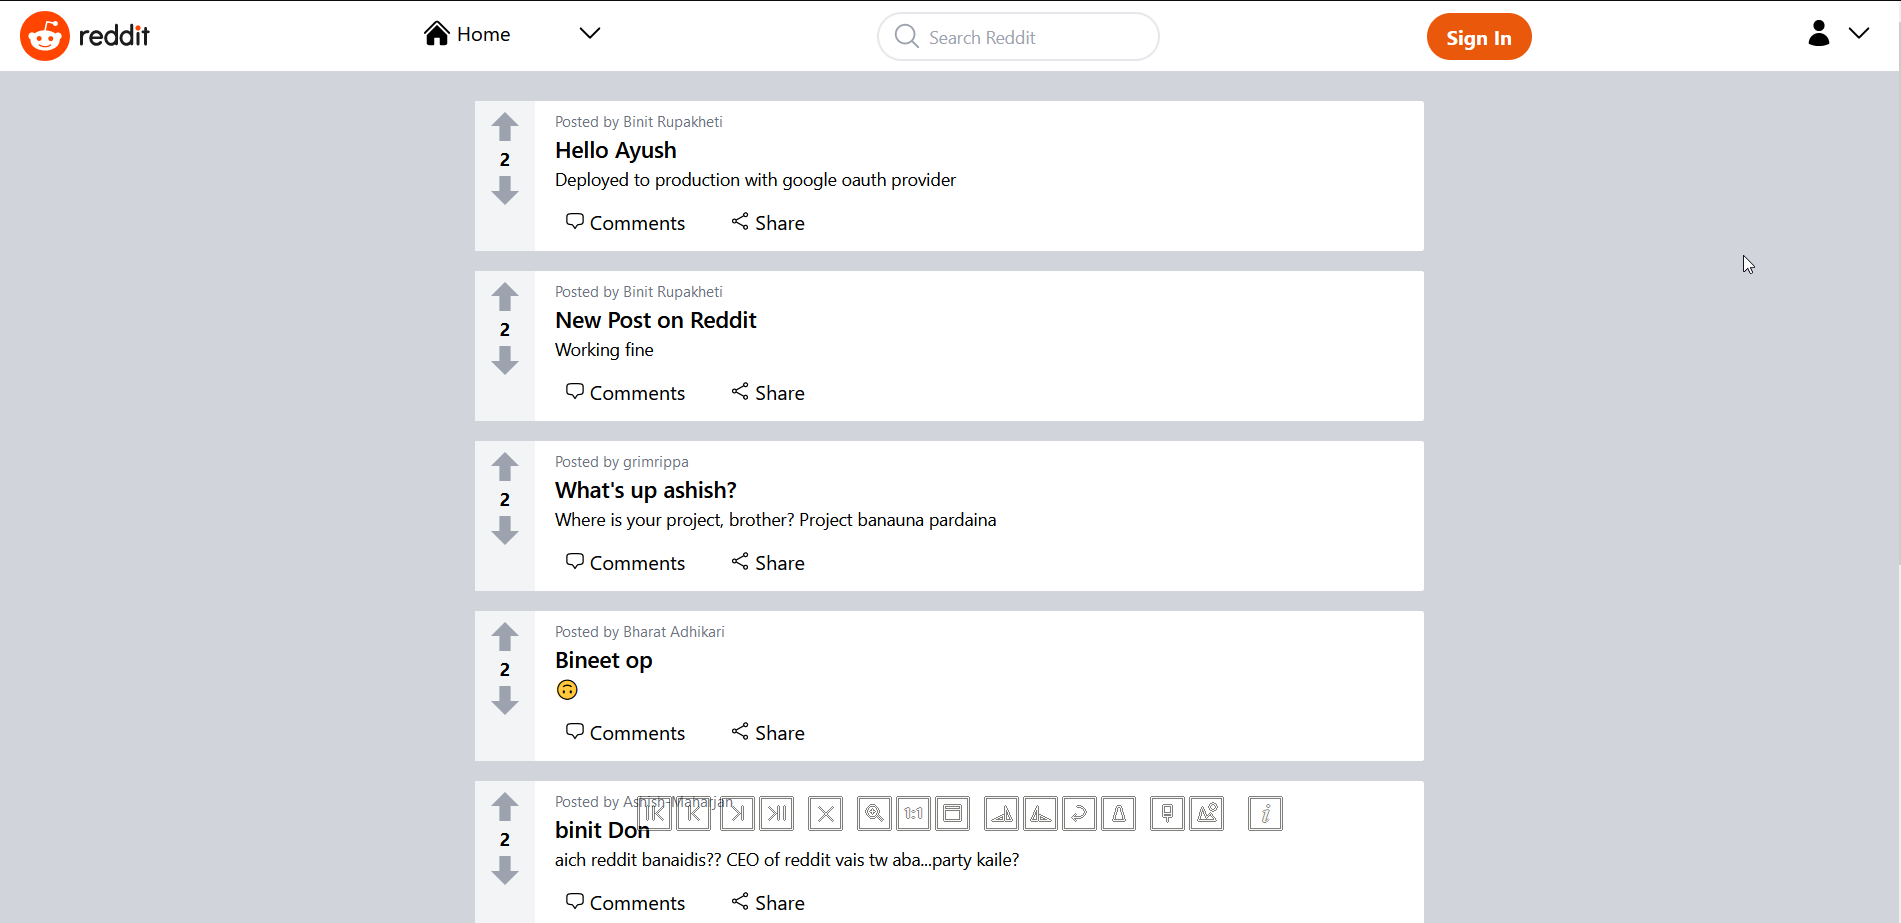 reddit
Home
Search Reddit
Sign In
Posted by Binit Rupakheti
Hello Ayush
2
Deployed to production with google oauth provider
Comments
Share
Posted by Binit Rupakheti
New Post on Reddit
2
Working fine
Comments
Share
Posted by grimrippa
What's up ashish?
2
Where is your project, brother? Project banauna pardaina
Comments
Share
Posted by Bharat Adhikari
Bineet op
2
🙃
Comments
Share
Posted by Ashish-Maharjan
1:1
i
binit Don
2
aich reddit banaidis?? CEO of reddit vais tw aba...party kaile?
Comments
Share